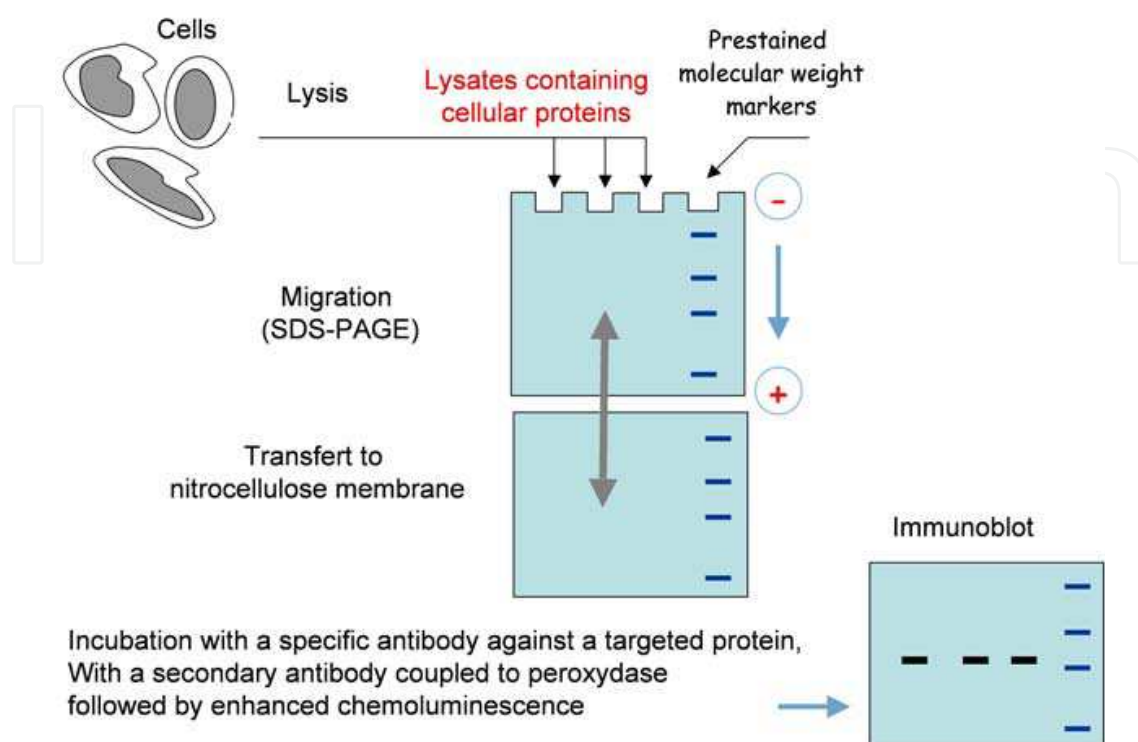 Cells
Lysis
Lysates containing
cellular proteins
Prestained
molecular weight
markers
-
Migration
(SDS-PAGE)
+
Transfert to
nitrocellulose membrane
Immunoblot
Incubation with a specific antibody against a targeted protein,
With a secondary antibody coupled to peroxydase
followed by enhanced chemoluminescence